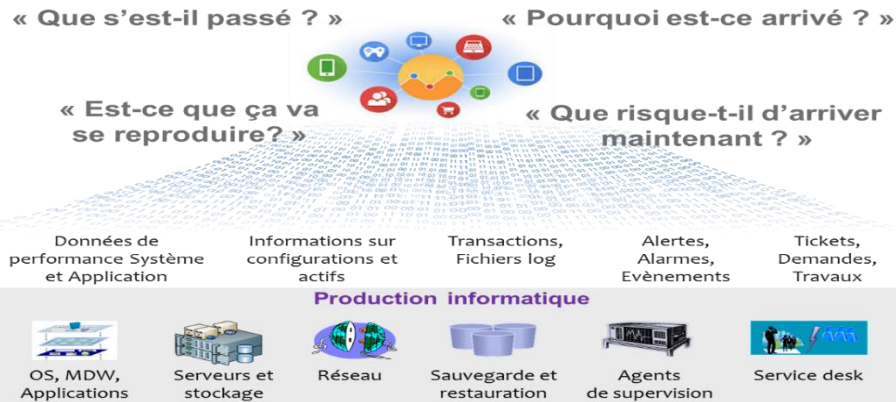 « Que s’est-il passé ? »
« Pourquoi est-ce arrivé ? »
« Est-ce que ça va
se reproduire? »
« Que risque-t-il d’arriver
maintenant ? »
Données de
performance Système
et Application
Informations sur
configurations et
actifs
Transactions,
Fichiers log
Alertes,
Alarmes,
Evènements
Tickets,
Demandes,
Travaux
Production informatique
OS, MDW,
Applications
Serveurs et
stockage
Réseau
Sauvegarde et
restauration
Agents
de supervision
Service desk